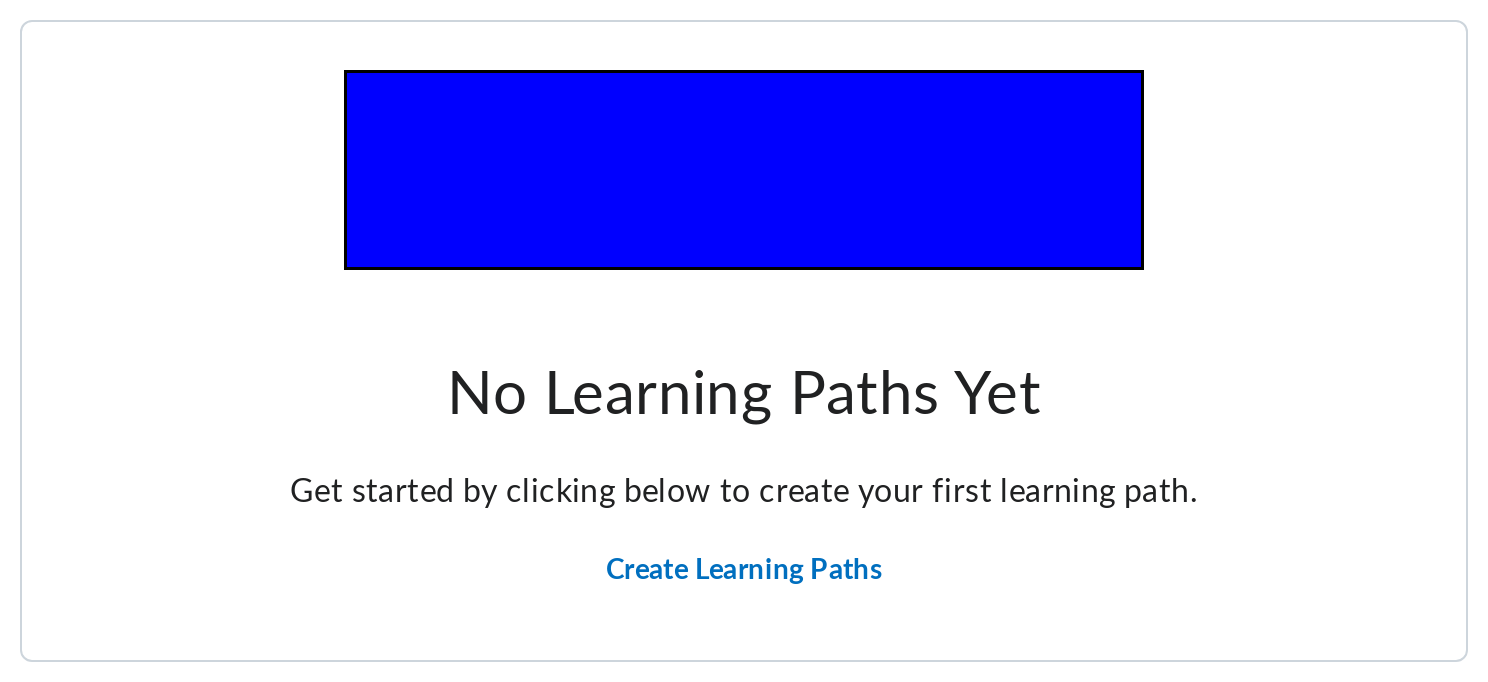 No Learning Paths Yet
Get started by clicking below to create your first learning path.
Create Learning Paths